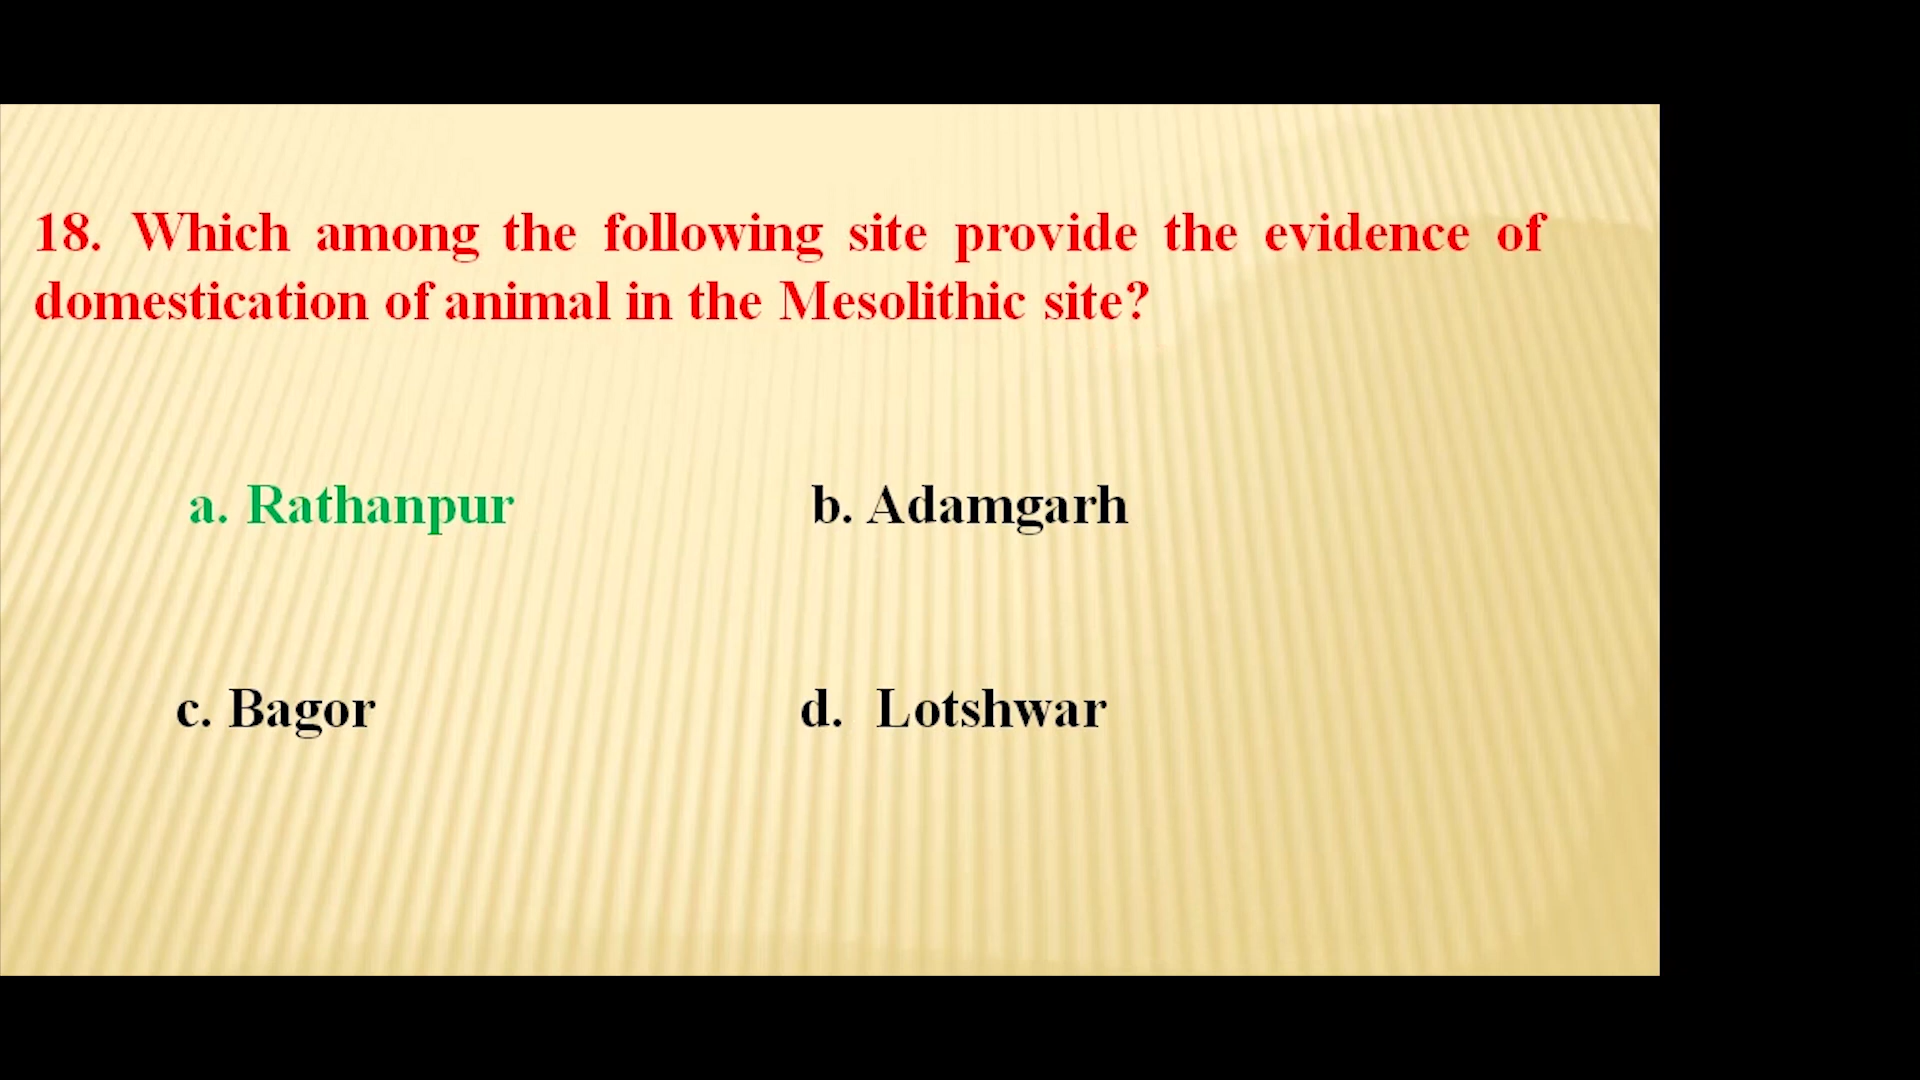 18. Which among the following site provide the evidence of
domestication of animal in the Mesolithic site?
a. Rathanpur b. Adamgarh
c. Bagor d. Lotshwar